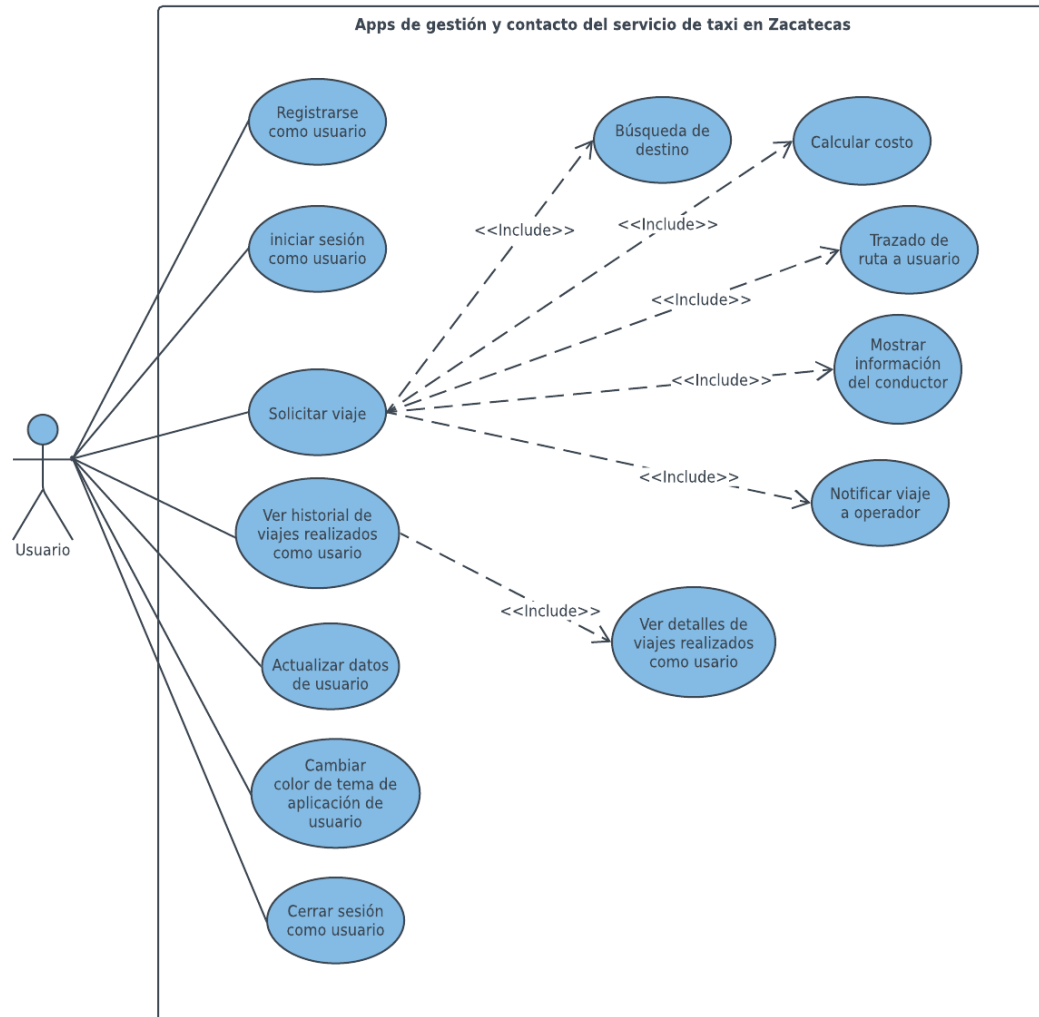 Apps de gestión y contacto del servicio de taxi en Zacatecas
Registrarse
como usuario
Búsqueda de
destino
Calcular costo
<<Include>>
<<Include>>
iniciar sesión
como usuario
Trazado de
ruta a usuario
<<Include>>
Mostrar
información
del conductor
<<Include>>
Solicitar viaje
<<Include>>
Notificar viaje
a operador
Usuario
Ver historial de
viajes realizados
como usario
<<Include>>
Ver detalles de
viajes realizados
como usario
Actualizar datos
de usuario
Cambiar
color de tema de
aplicación de
usuario
Cerrar sesión
como usuario